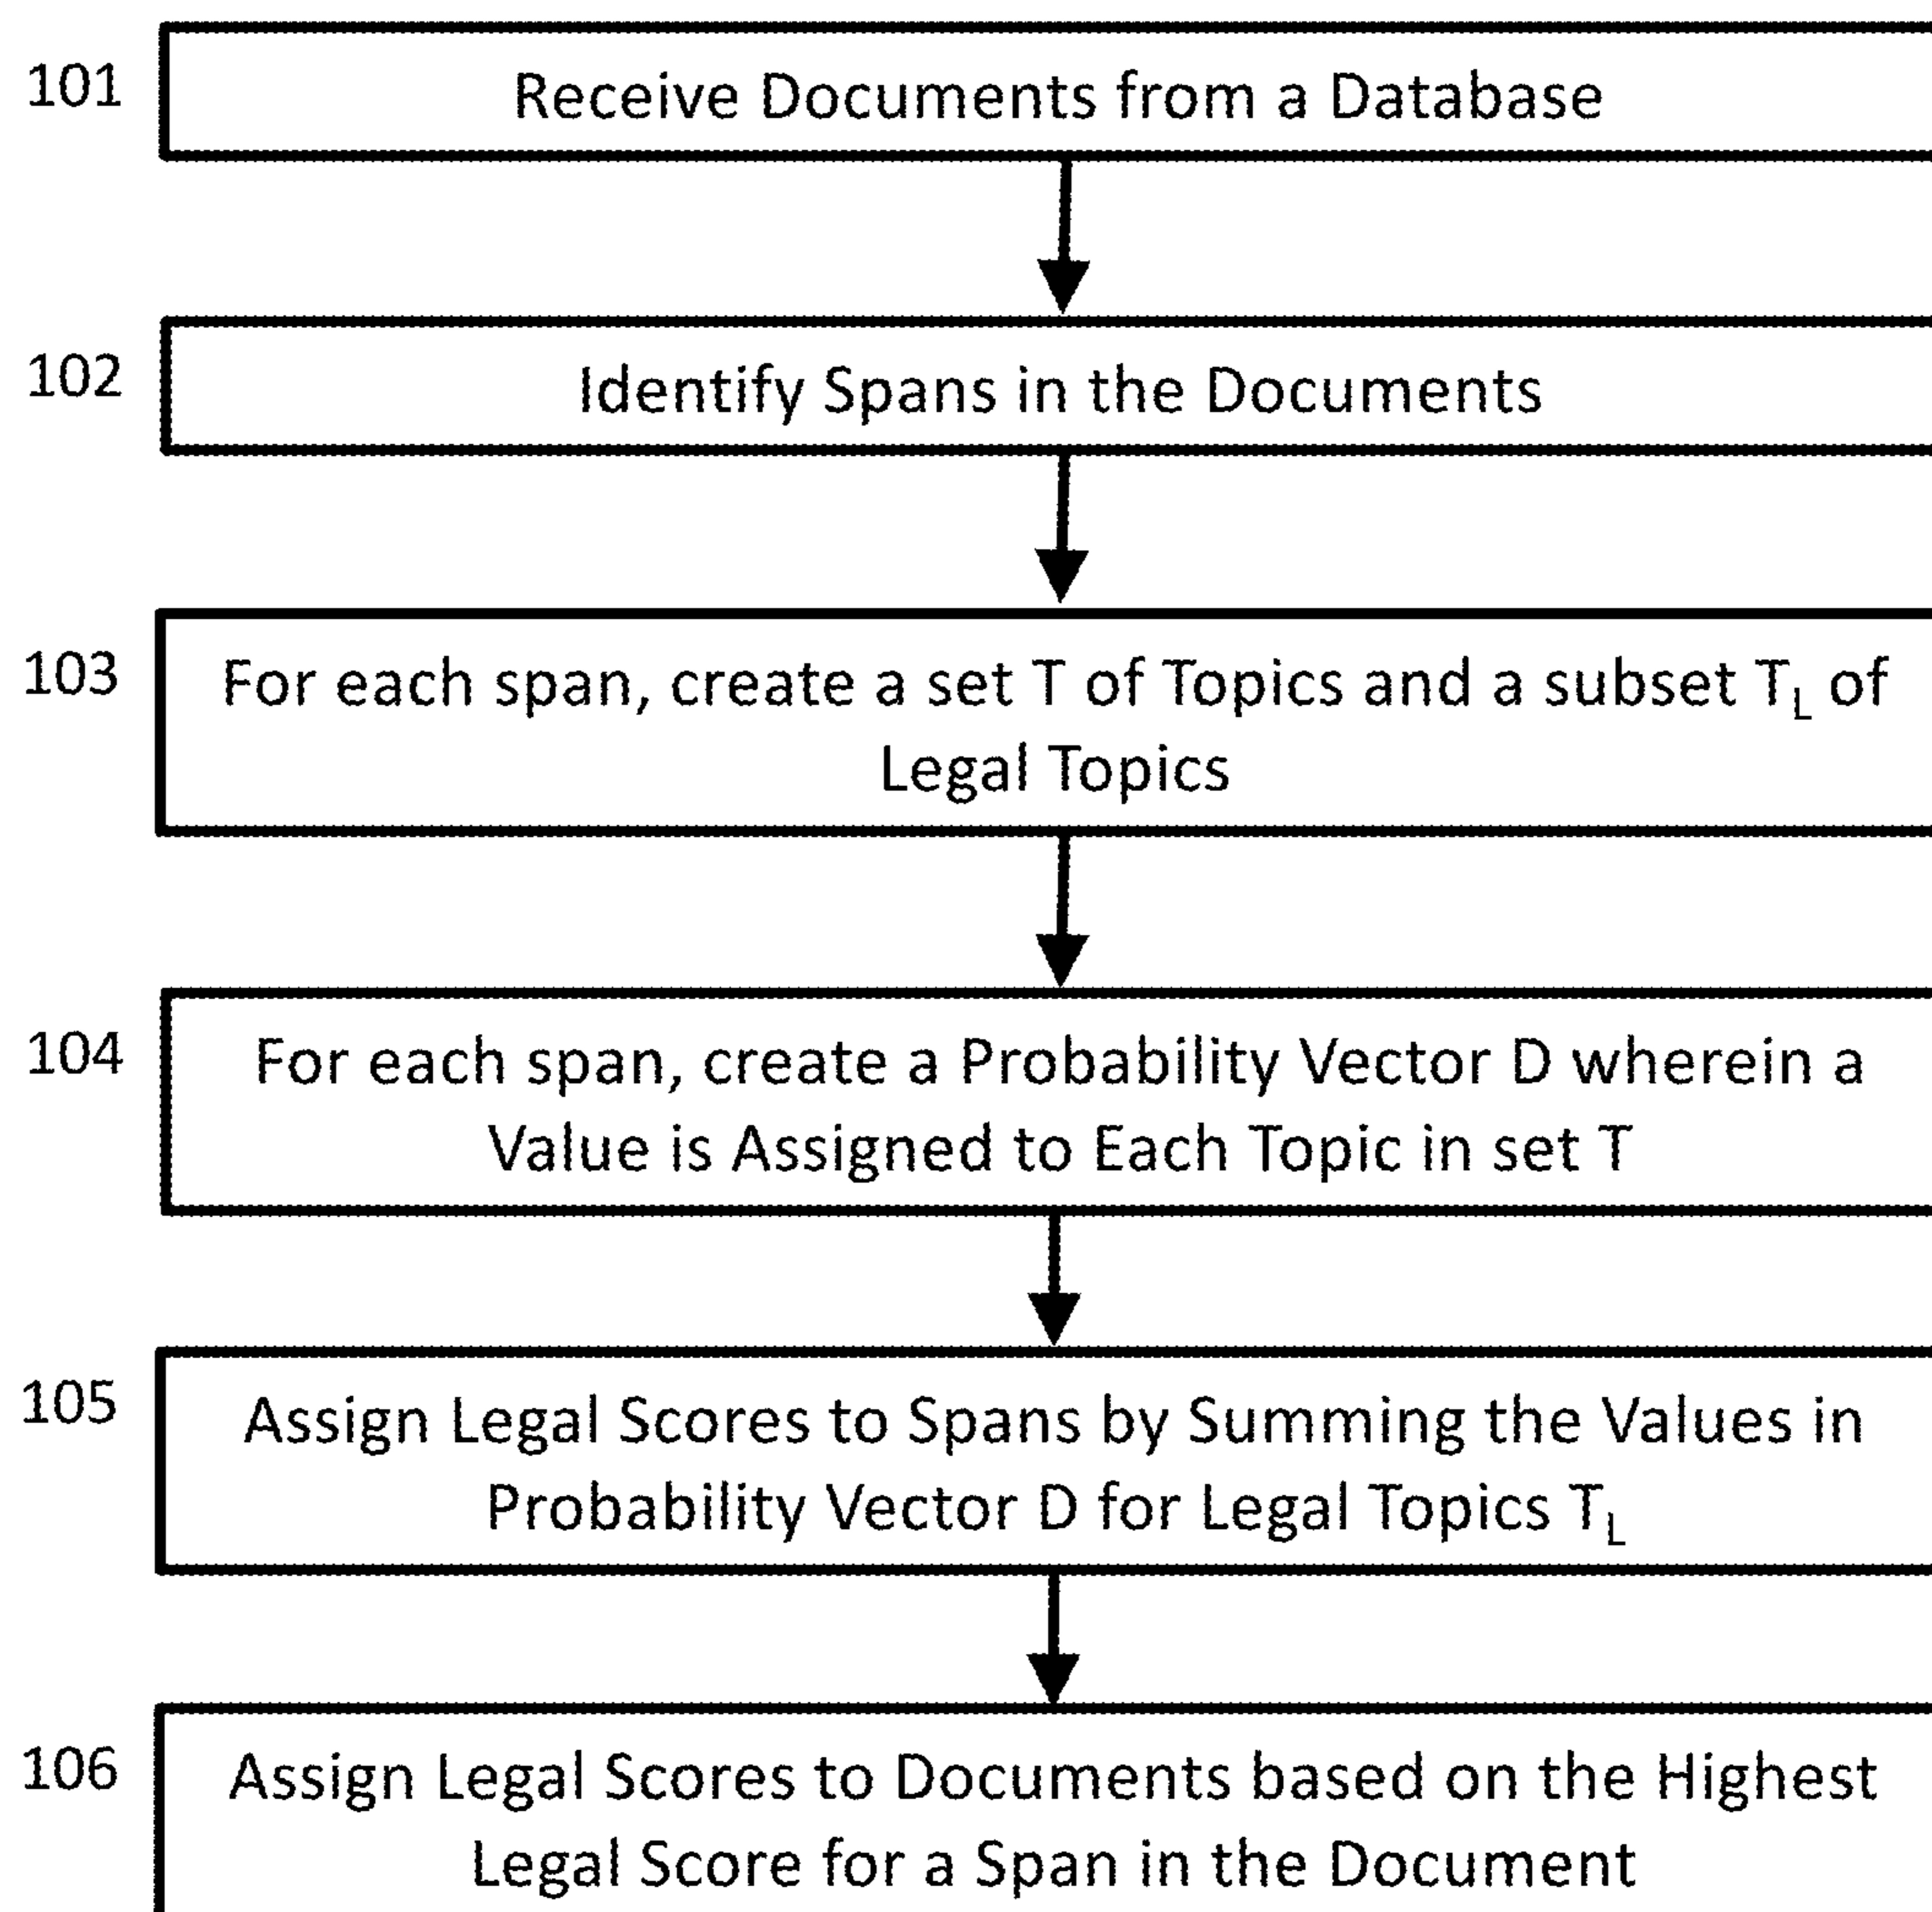 101
Receive Documents from a Database
102
Identify Spans in the Documents
103
For each span, create a set T of Topics and a subset T_L of
Legal Topics
104
For each span, create a Probability Vector D wherein a
Value is Assigned to Each Topic in set T
105
Assign Legal Scores to Spans by Summing the Values in
Probability Vector D for Legal Topics T_L
106
Assign Legal Scores to Documents based on the Highest
Legal Score for a Span in the Document